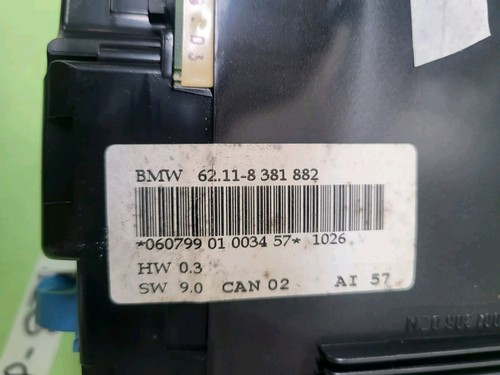 BMW 62.11-8 381 882
*060799 01 0034 57* 1026
HW 0.3
SW 9.0 CAN 02 AI 57